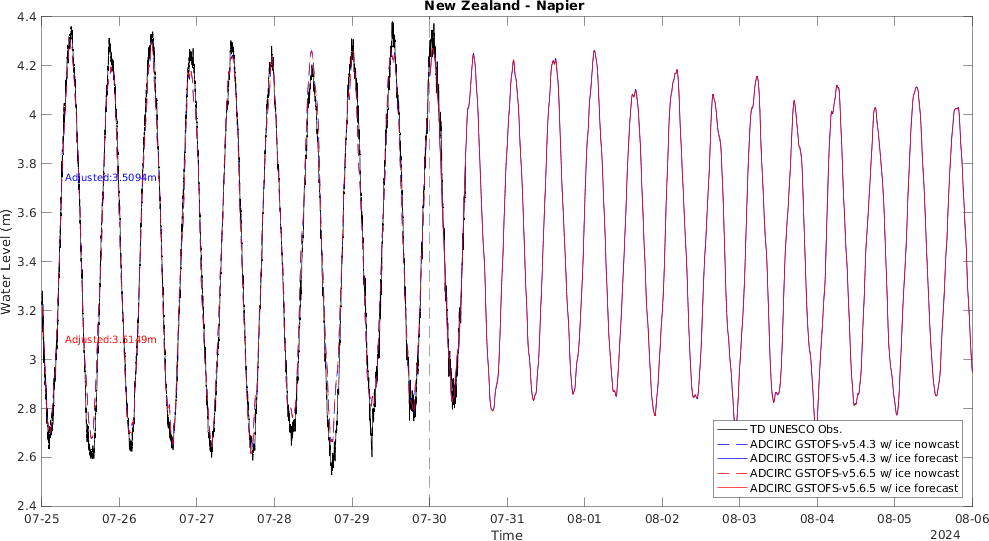 New Zealand - Napier
4.4
4.2
4
3.8
3.6
3.4
3.2
3
2.8
2.6
2.4
Water Level (m)
Adjusted:3.5094m
Adjusted:3.5149m
TD UNESCO Obs.
ADCIRC GSTOFS-v5.4.3 w/ ice nowcast
ADCIRC GSTOFS-v5.4.3 w/ ice forecast
ADCIRC GSTOFS-v5.6.5 w/ ice nowcast
ADCIRC GSTOFS-v5.6.5 w/ ice forecast
07-25 07-26 07-27 07-28 07-29 07-30 07-31 08-01 08-02 08-03 08-04 08-05 08-06
Time
2024